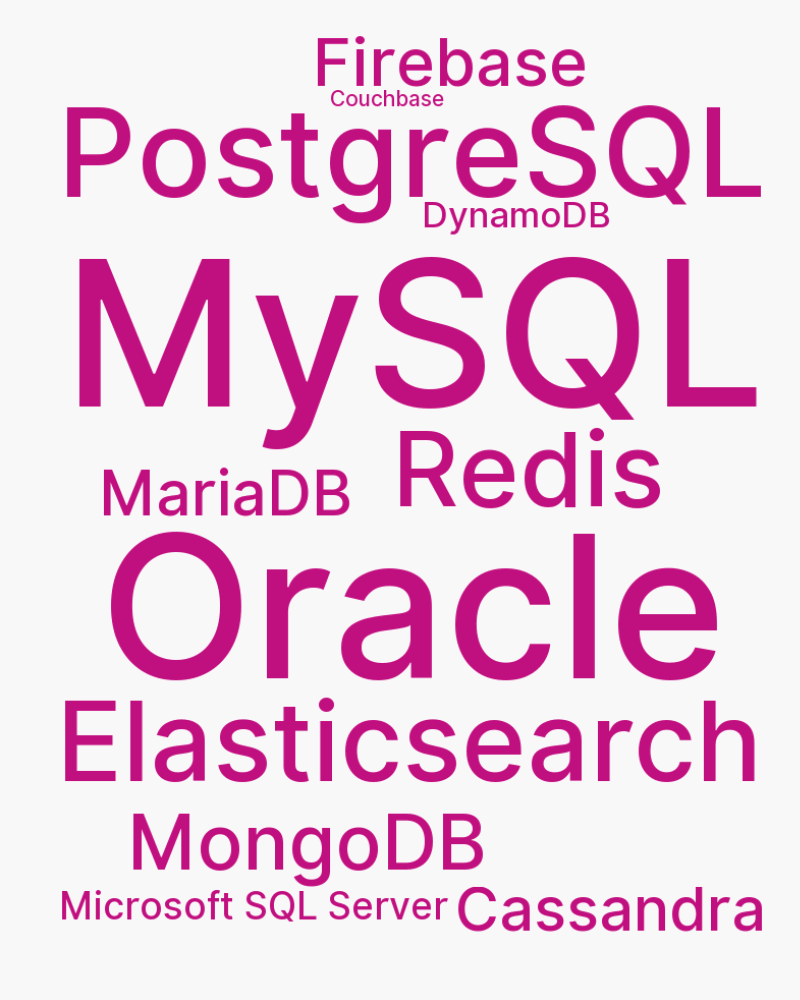 Firebase
Couchbase
PostgreSQL
DynamoDB
MySQL
Redis
MariaDB
Oracle
Elasticsearch
MongoDB
Microsoft SQL Server
Cassandra